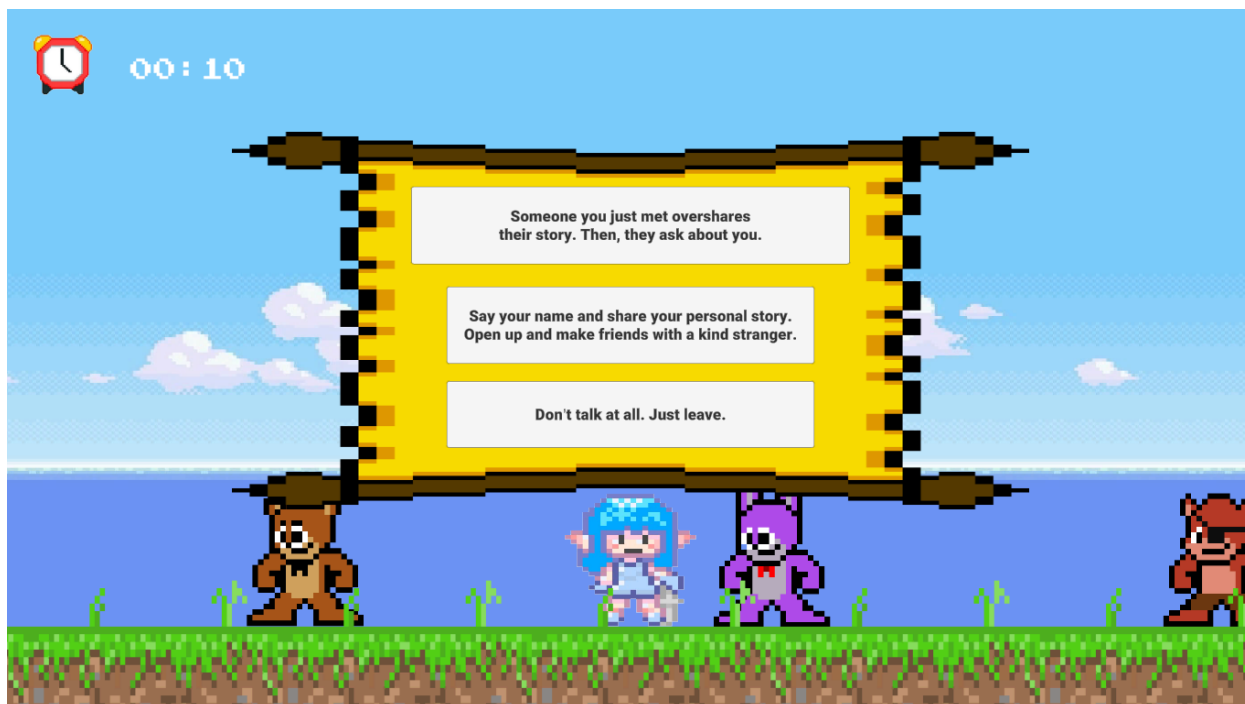 00:10
Someone you just met overshares
their story. Then, they ask about you.
Say your name and share your personal story.
Open up and make friends with a kind stranger.
Don't talk at all. Just leave.